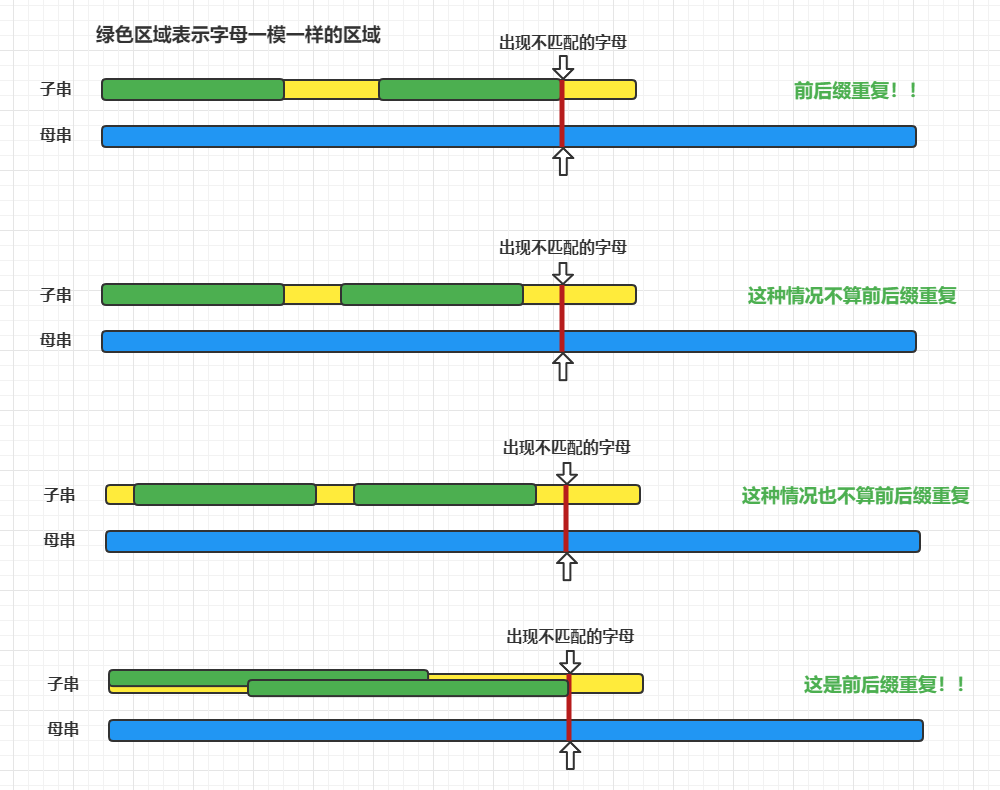 绿色区域表示字母一模一样的区域
出现不匹配的字母
子串
前后缀重复！！
母串
出现不匹配的字母
子串
这种情况不算前后缀重复
母串
出现不匹配的字母
子串
这种情况也不算前后缀重复
母串
出现不匹配的字母
子串
这是前后缀重复！！
母串